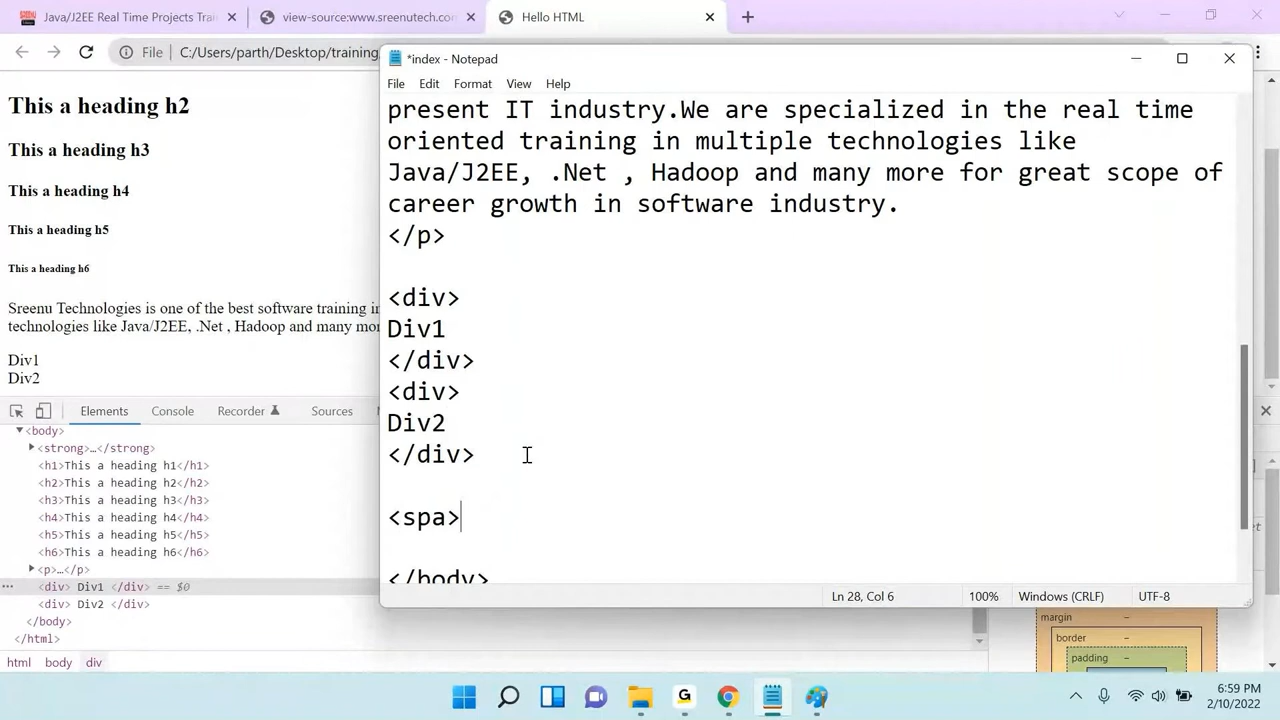 Java/J2EE Real Time Projects Trai
view-source:www.sreenutech.com
Hello HTML
File
C:/Users/parth/Desktop/training
*index - Notepad
File Edit Format View Help
This a heading h2
This a heading h3
This a heading h4
This a heading h5
This a heading h6
Sreenu Technologies is one of the best software training in
technologies like Java/J2EE, .Net , Hadoop and many mor
Div1
Div2
present IT industry.We are specialized in the real time
oriented training in multiple technologies like
Java/J2EE, .Net , Hadoop and many more for great scope of
career growth in software industry.
</p>
<div>
Div1
</div>
<div>
Div2
</div>
<spa>
</body>
Ln 28, Col 6 100% Windows (CRLF) UTF-8
Elements Console Recorder Sources
<body>
<strong>…</strong>
<h1>This a heading h1</h1>
<h2>This a heading h2</h2>
<h3>This a heading h3</h3>
<h4>This a heading h4</h4>
<h5>This a heading h5</h5>
<h6>This a heading h6</h6>
<p>…</p>
<div> Div1 </div> == $0
<div> Div2 </div>
</body>
</html>
html body div
margin –
border –
padding –
6:59 PM
2/10/2022